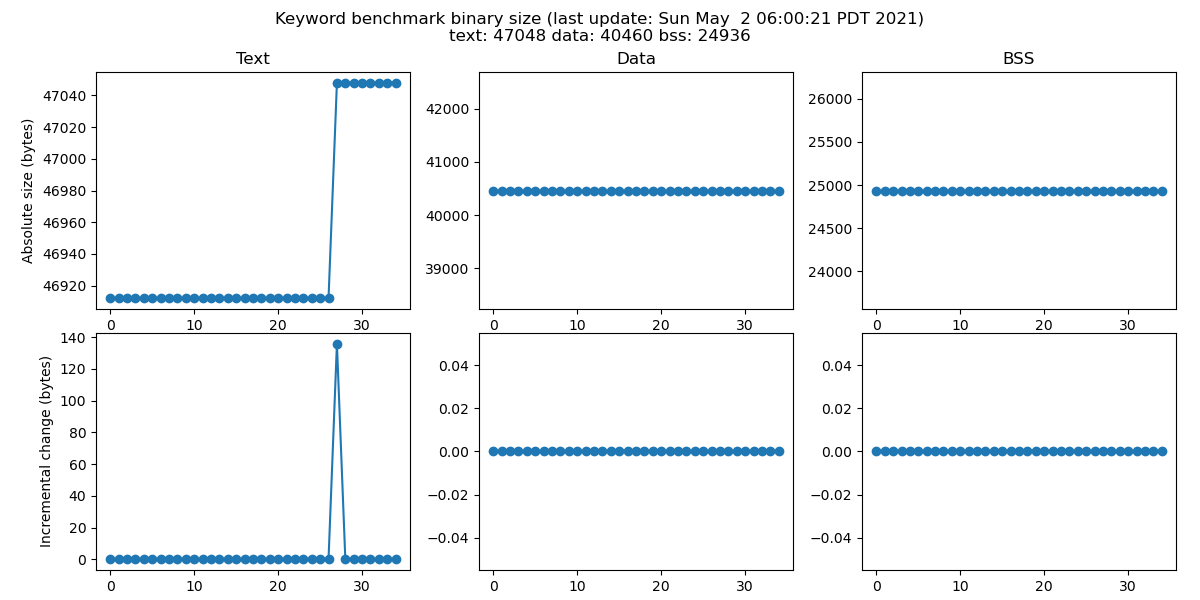 Keyword benchmark binary size (last update: Sun May  2 06:00:21 PDT 2021)
text: 47048 data: 40460 bss: 24936
Text
Data
BSS
Absolute size (bytes)
47040
47020
47000
46980
46960
46940
46920
0 10 20 30
42000
41000
40000
39000
0 10 20 30
26000
25500
25000
24500
24000
0 10 20 30
Incremental change (bytes)
140
120
100
80
60
40
20
0
0 10 20 30
0.04
0.02
0.00
−0.02
−0.04
0 10 20 30
0.04
0.02
0.00
−0.02
−0.04
0 10 20 30